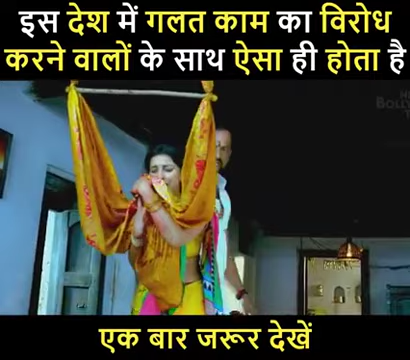 इस देश में गलत काम का विरोध
करने वालों के साथ ऐसा ही होता है
एक बार जरूर देखें